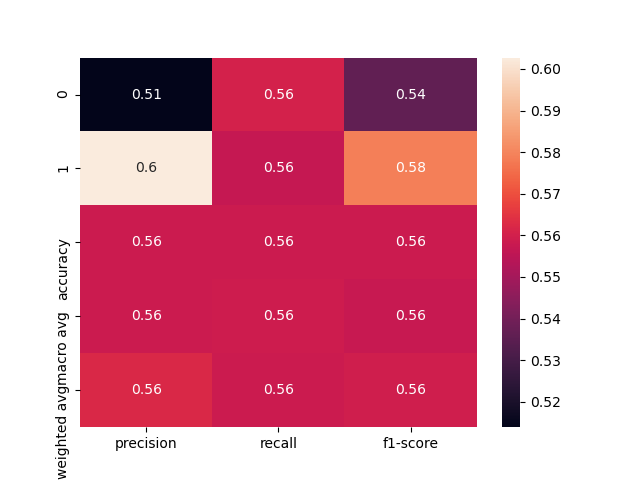 0 0.51 0.56 0.54
1 0.6 0.56 0.58
accuracy 0.56 0.56 0.56
macro avg 0.56 0.56 0.56
weighted avg 0.56 0.56 0.56
precision recall f1-score
0.60
0.59
0.58
0.57
0.56
0.55
0.54
0.53
0.52